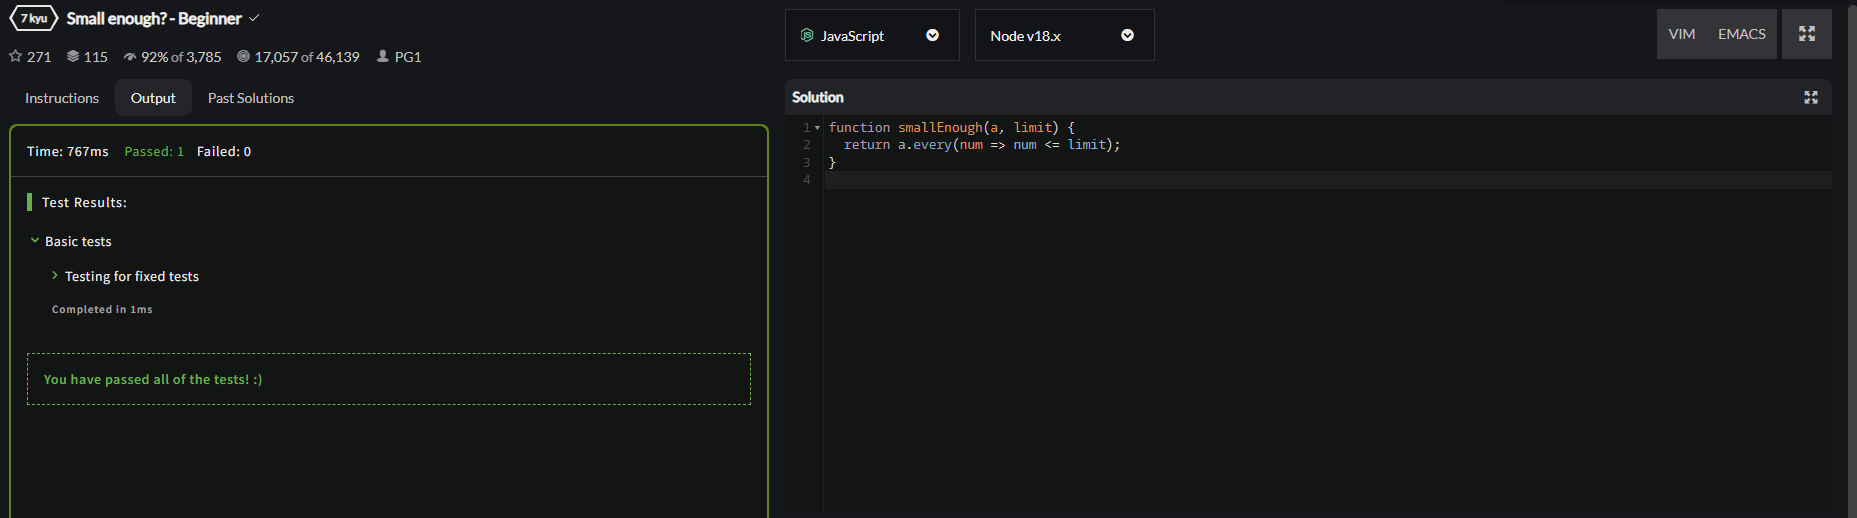 7 kyu Small enough? - Beginner
271 115 92% of 3,785 17,057 of 46,139 PG1
Instructions Output Past Solutions
Time: 767ms Passed: 1 Failed: 0
Test Results:
Basic tests
Testing for fixed tests
Completed in 1ms
You have passed all of the tests! :)
JavaScript Node v18.x VIM EMACS
Solution
1 function smallEnough(a, limit) {
2 return a.every(num => num <= limit);
3 }
4